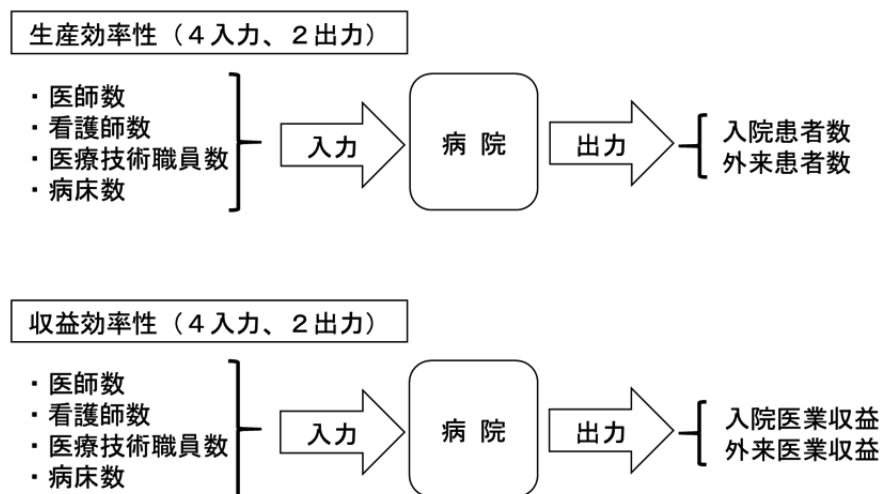 生産効率性（４入力、２出力）
・医師数
・看護師数
・医療技術職員数
・病床数
入力
病 院
出力
入院患者数
外来患者数
収益効率性（４入力、２出力）
・医師数
・看護師数
・医療技術職員数
・病床数
入力
病 院
出力
入院医業収益
外来医業収益